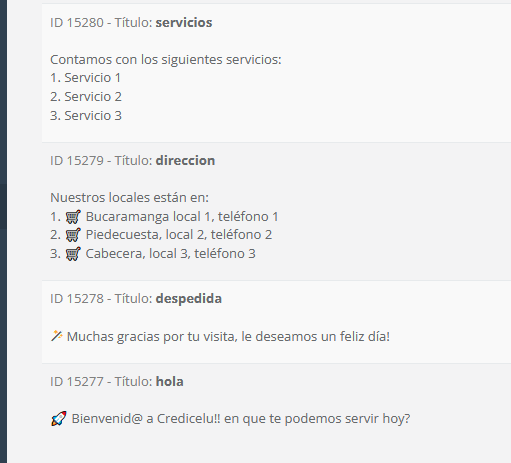 ID 15280 - Título: servicios
Contamos con los siguientes servicios:
1. Servicio 1
2. Servicio 2
3. Servicio 3
ID 15279 - Título: direccion
Nuestros locales están en:
1. 🛒 Bucaramanga local 1, teléfono 1
2. 🛒 Piedecuesta, local 2, teléfono 2
3. 🛒 Cabecera, local 3, teléfono 3
ID 15278 - Título: despedida
🪄 Muchas gracias por tu visita, le deseamos un feliz día!
ID 15277 - Título: hola
🚀 Bienvenid@ a Credicelu!! en que te podemos servir hoy?